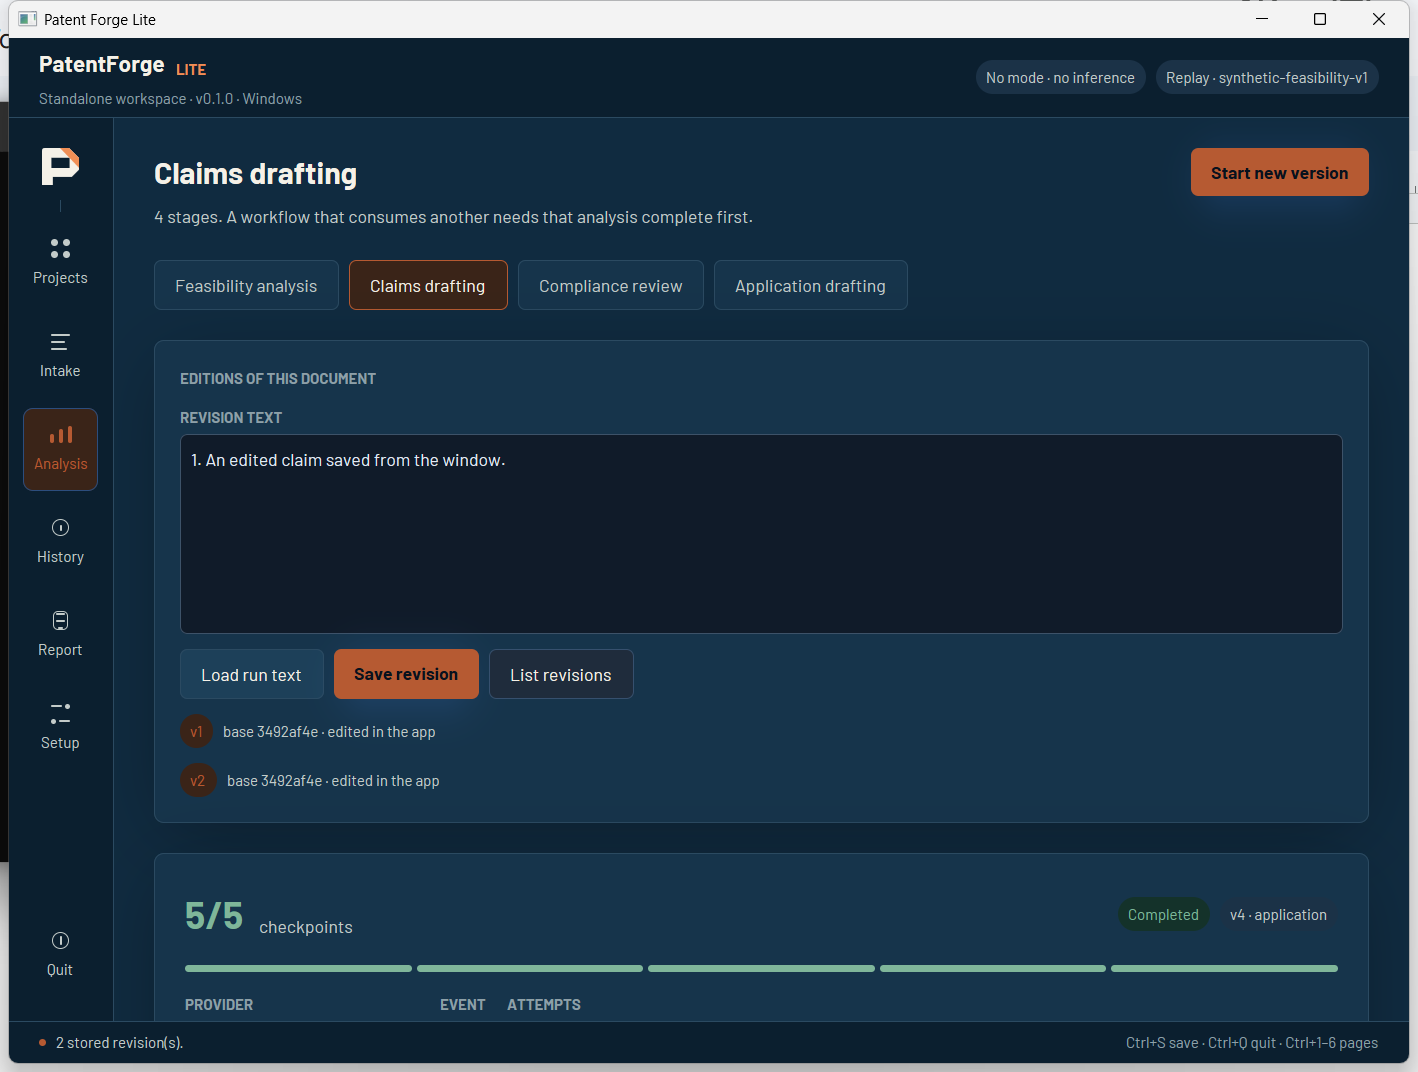 Patent Forge Lite
PatentForge LITE
Standalone workspace · v0.1.0 · Windows
No mode · no inference
Replay · synthetic-feasibility-v1
Projects
Intake
Analysis
History
Report
Setup
Quit
Claims drafting
Start new version
4 stages. A workflow that consumes another needs that analysis complete first.
Feasibility analysis
Claims drafting
Compliance review
Application drafting
EDITIONS OF THIS DOCUMENT
REVISION TEXT
1. An edited claim saved from the window.
Load run text
Save revision
List revisions
v1 base 3492af4e · edited in the app
v2 base 3492af4e · edited in the app
5/5 checkpoints
Completed
v4 · application
PROVIDER EVENT ATTEMPTS
2 stored revision(s).
Ctrl+S save · Ctrl+Q quit · Ctrl+1–6 pages